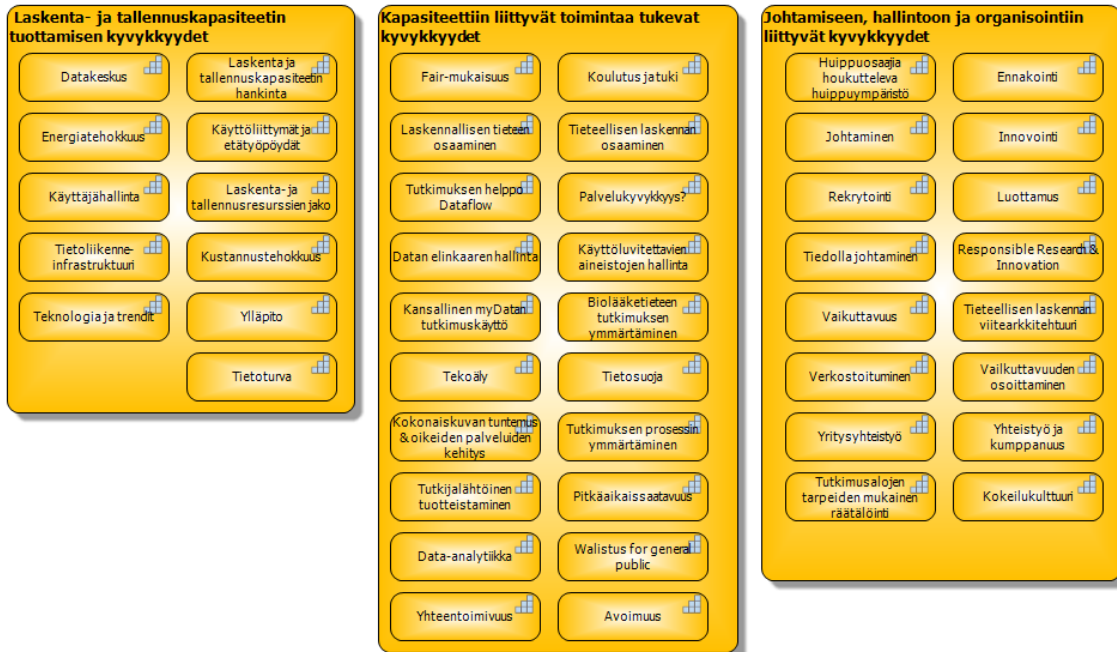 Laskenta- ja tallennuskapasiteetin
tuottamisen kyvykkyydet
Datakeskus
Laskenta ja
tallennuskapasiteetin
hankinta
Energiatehokkuus
Käyttöliittymät ja
etätyöpöydät
Käyttäjähallinta
Laskenta- ja
tallennusresurssien jako
Tietoliikenne-
infrastruktuuri
Kustannustehokkuus
Teknologia ja trendit
Ylläpito
Tietoturva
Kapasiteettiin liittyvät toimintaa tukevat
kyvykkyydet
Fair-mukaisuus
Koulutus ja tuki
Laskennallisen tieteen
osaaminen
Tieteellisen laskennan
osaaminen
Tutkimuksen helppo
Dataflow
Palvelukyvykkyys?
Datan elinkaaren hallinta
Käyttöluvitettavien
aineistojen hallinta
Kansallinen myDatan
tutkimuskäyttö
Biolääketieteen
tutkimuksen
ymmärtäminen
Tekoäly
Tietosuoja
Kokonaiskuvan tuntemus
& oikeiden palveluiden
kehitys
Tutkimuksen prosessin
ymmärtäminen
Tutkijalähtöinen
tuotteistaminen
Pitkäaikaissaatavuus
Data-analytiikka
Walistus for general
public
Yhteentoimivuus
Avoimuus
Johtamiseen, hallintoon ja organisointiin
liittyvät kyvykkyydet
Huippuosaajia
houkutteleva
huippuympäristö
Ennakointi
Johtaminen
Innovointi
Rekrytointi
Luottamus
Tiedolla johtaminen
Responsible Research &
Innovation
Vaikuttavuus
Tieteellisen laskennan
viitearkkitehtuuri
Verkostoituminen
Vailkuttavuuden
osoittaminen
Yritysyhteistyö
Yhteistyö ja
kumppanuus
Tutkimusalojen
tarpeiden mukainen
räätälöinti
Kokeilukulttuuri